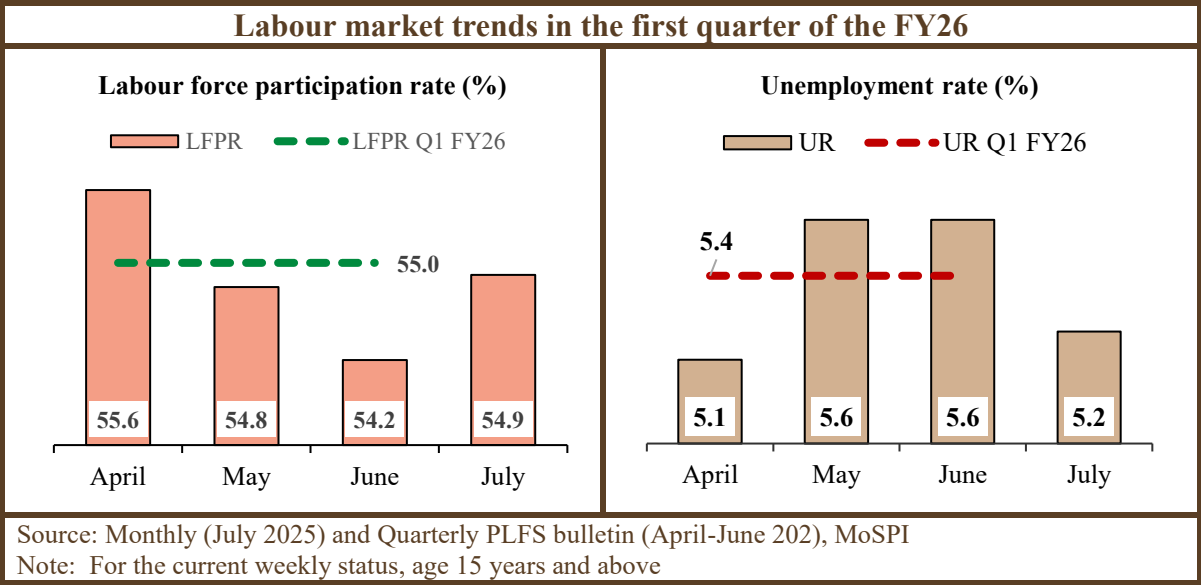 Labour market trends in the first quarter of the FY26
Labour force participation rate (%)
LFPR
LFPR Q1 FY26
55.0
55.6
54.8
54.2
54.9
April
May
June
July
Unemployment rate (%)
UR
UR Q1 FY26
5.4
5.1
5.6
5.6
5.2
April
May
June
July
Source: Monthly (July 2025) and Quarterly PLFS bulletin (April-June 202), MoSPI
Note: For the current weekly status, age 15 years and above